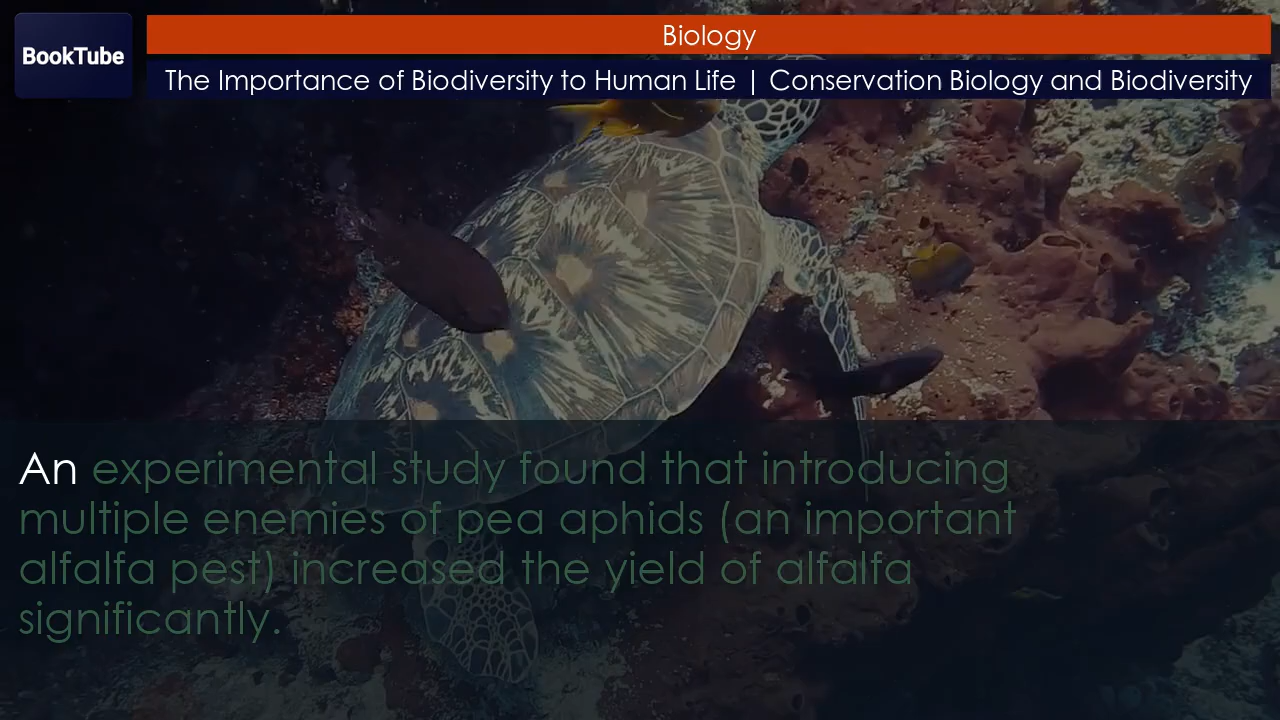 BookTube
Biology
The Importance of Biodiversity to Human Life | Conservation Biology and Biodiversity
An experimental study found that introducing
multiple enemies of pea aphids (an important
alfalfa pest) increased the yield of alfalfa
significantly.